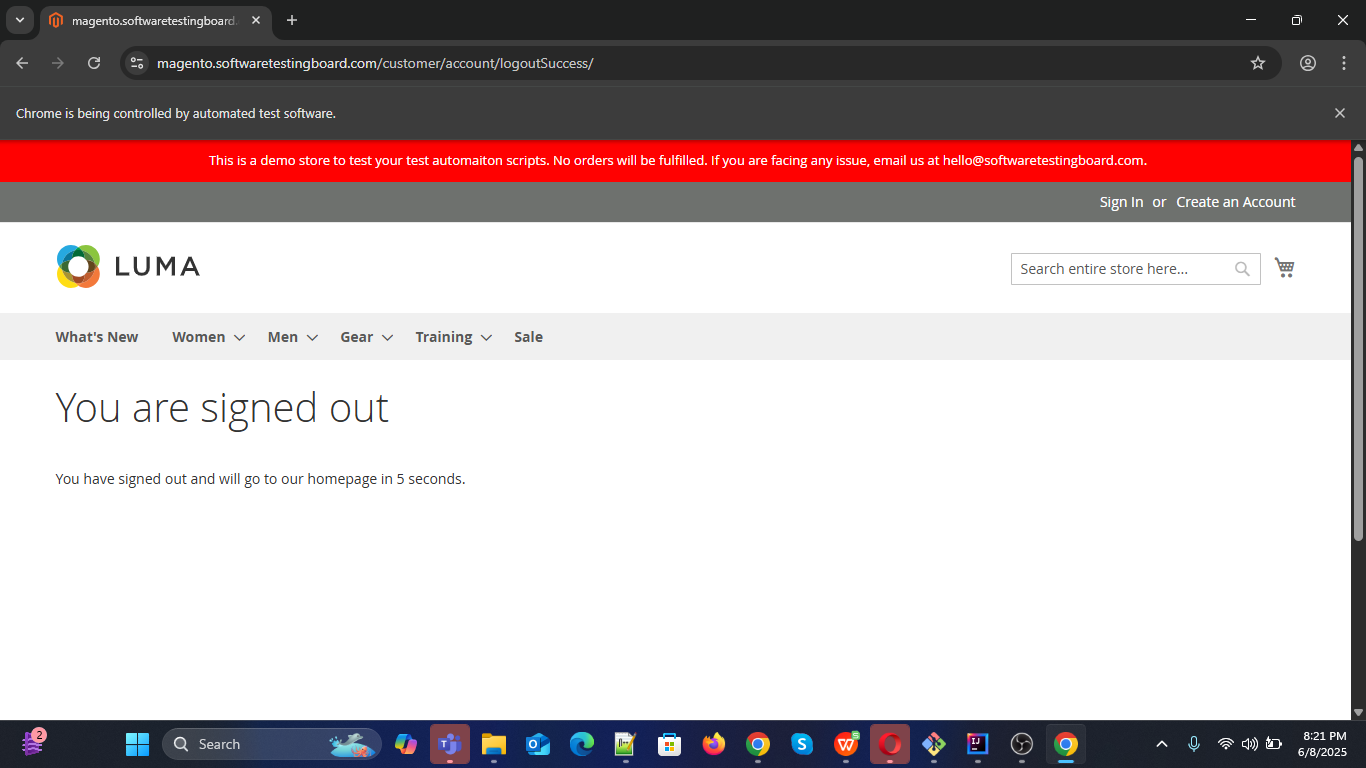 magento.softwaretestingboard.
magento.softwaretestingboard.com/customer/account/logoutSuccess/
Chrome is being controlled by automated test software.
This is a demo store to test your test automaiton scripts. No orders will be fulfilled. If you are facing any issue, email us at hello@softwaretestingboard.com.
Sign In or Create an Account
LUMA
Search entire store here...
What's New Women Men Gear Training Sale
You are signed out
You have signed out and will go to our homepage in 5 seconds.
2
Search
8:21 PM
6/8/2025